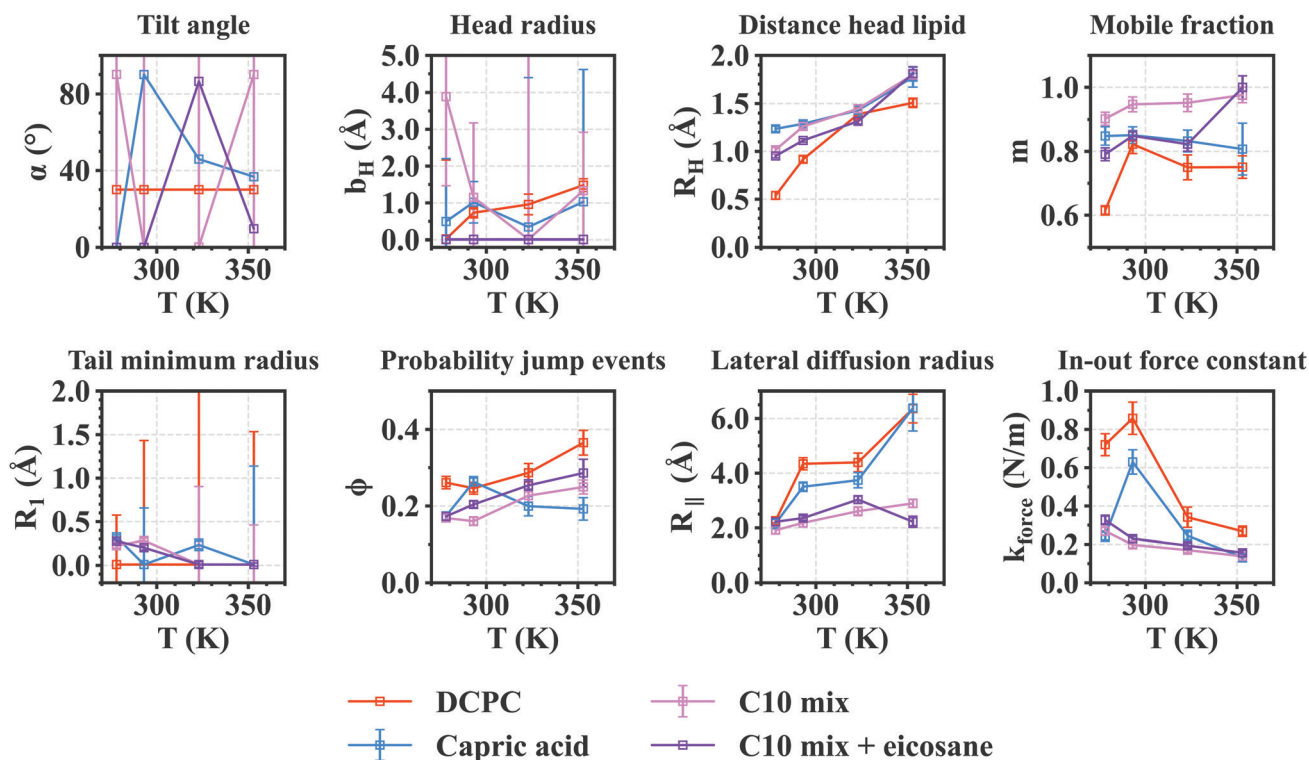 Tilt angle
Head radius
Distance head lipid
Mobile fraction
α (°)
80
40
0
300
350
T (K)
b_H (Å)
5.0
4.0
3.0
2.0
1.0
0.0
300
350
T (K)
R_H (Å)
2.0
1.5
1.0
0.5
0.0
300
350
T (K)
m
1.0
0.8
0.6
300
350
T (K)
Tail minimum radius
Probability jump events
Lateral diffusion radius
In-out force constant
R_1 (Å)
2.0
1.5
1.0
0.5
0.0
300
350
T (K)
ϕ
0.4
0.2
0.0
300
350
T (K)
R_|| (Å)
6.0
4.0
2.0
0.0
300
350
T (K)
k_force (N/m)
1.0
0.8
0.6
0.4
0.2
0.0
300
350
T (K)
DCPC
C10 mix
Capric acid
C10 mix + eicosane